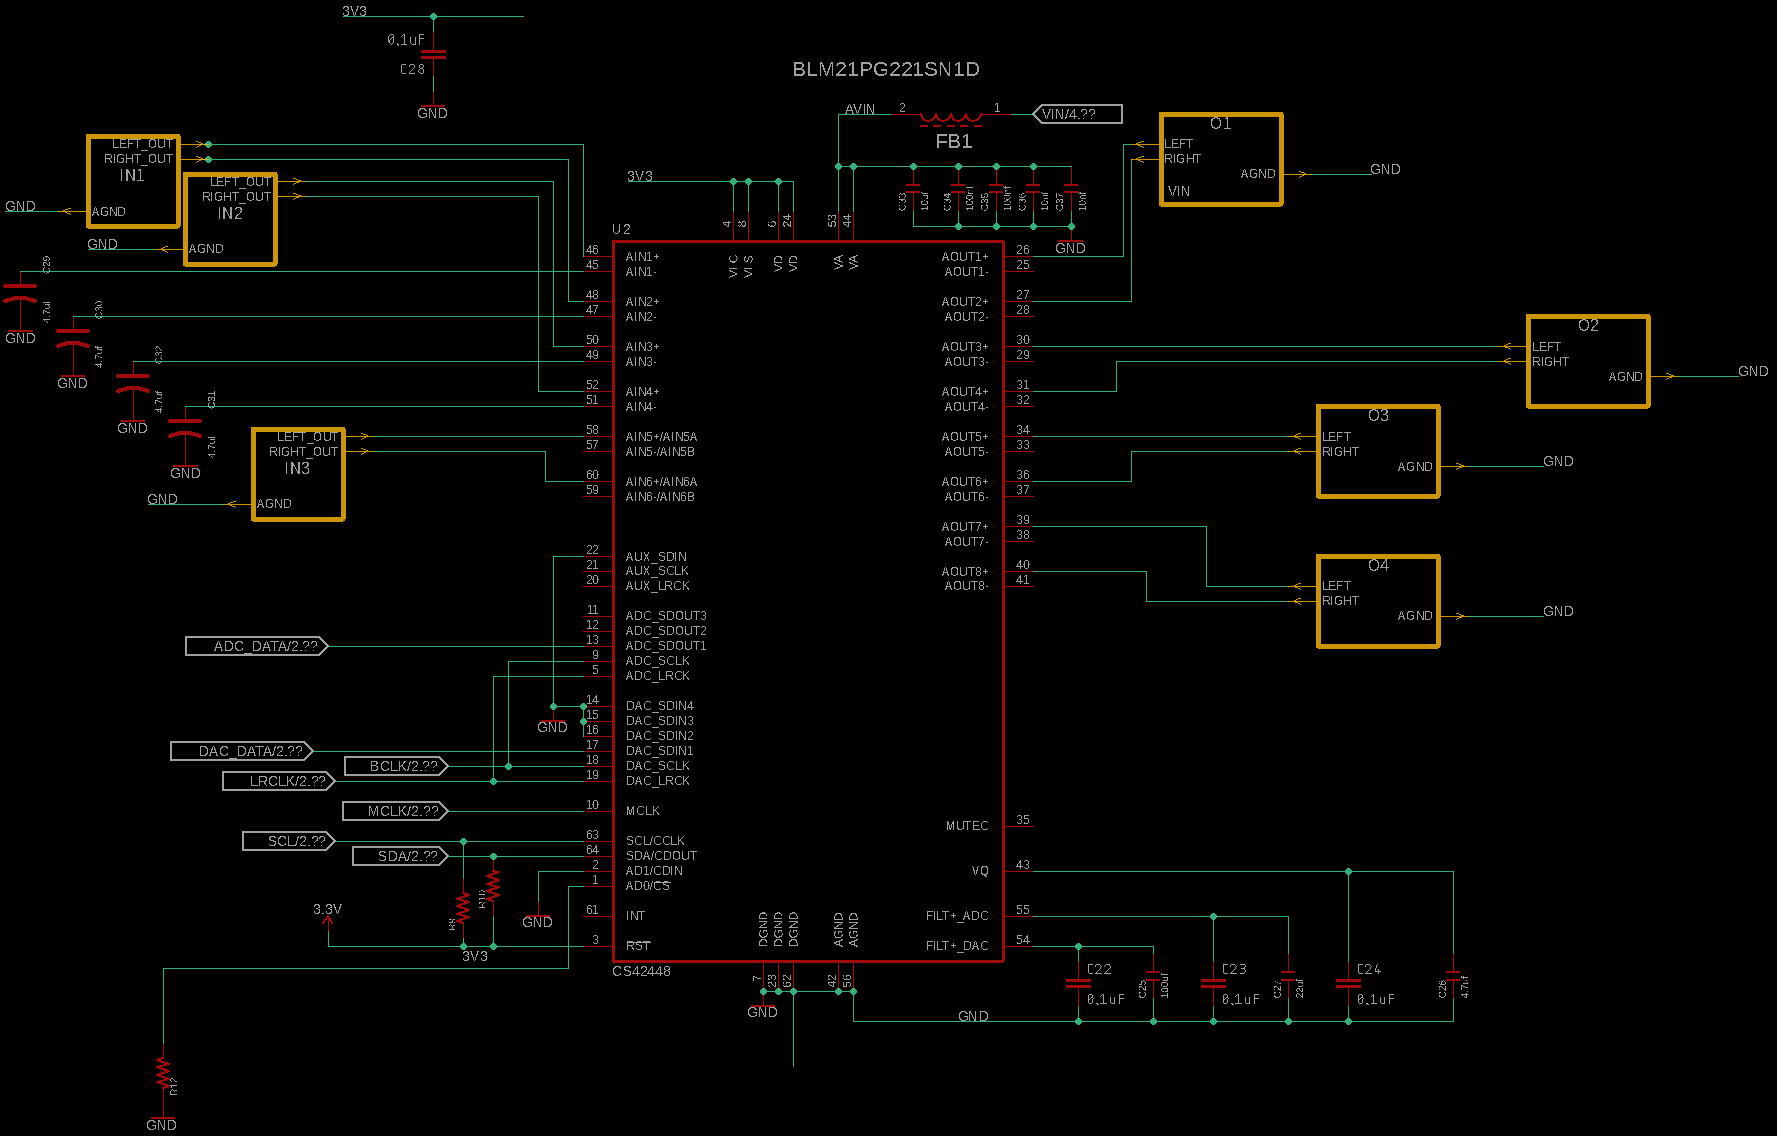 3V3
0,1uF
C28
GND
BLM21PG221SN1D
AVIN
2
1
VIN/4.??
FB1
O1
LEFT
RIGHT
AGND
VIN
GND
LEFT_OUT
RIGHT_OUT
IN1
AGND
GND
LEFT_OUT
RIGHT_OUT
IN2
AGND
GND
3V3
C33
10uf
C34
100nf
C35
100nf
C36
10nf
C37
10nf
GND
4
8
6
24
53
44
U2
VLC
VLS
VD
VD
VA
VA
46 AIN1+
45 AIN1-
48 AIN2+
47 AIN2-
50 AIN3+
49 AIN3-
52 AIN4+
51 AIN4-
58 AIN5+/AIN5A
57 AIN5-/AIN5B
60 AIN6+/AIN6A
59 AIN6-/AIN6B
22 AUX_SDIN
21 AUX_SCLK
20 AUX_LRCK
11 ADC_SDOUT3
12 ADC_SDOUT2
13 ADC_SDOUT1
9 ADC_SCLK
5 ADC_LRCK
14 DAC_SDIN4
15 DAC_SDIN3
16 DAC_SDIN2
17 DAC_SDIN1
18 DAC_SCLK
19 DAC_LRCK
10 MCLK
63 SCL/CCLK
64 SDA/CDOUT
2 AD1/CDIN
1 AD0/CS
61 INT
3 RST
CS42448
AOUT1+ 26
AOUT1- 25
AOUT2+ 27
AOUT2- 28
AOUT3+ 30
AOUT3- 29
AOUT4+ 31
AOUT4- 32
AOUT5+ 34
AOUT5- 33
AOUT6+ 36
AOUT6- 37
AOUT7+ 39
AOUT7- 38
AOUT8+ 40
AOUT8- 41
MUTEC 35
VQ 43
FILT+_ADC 55
FILT+_DAC 54
DGND
DGND
DGND
AGND
AGND
7
23
62
42
56
GND
GND
C29
4.7uf
GND
C30
4.7uf
GND
C32
4.7uf
GND
C31
4.7uf
GND
LEFT_OUT
RIGHT_OUT
IN3
AGND
GND
O2
LEFT
RIGHT
AGND
GND
O3
LEFT
RIGHT
AGND
GND
O4
LEFT
RIGHT
AGND
GND
ADC_DATA/2.??
GND
DAC_DATA/2.??
BCLK/2.??
LRCLK/2.??
MCLK/2.??
SCL/2.??
SDA/2.??
R10
GND
3.3V
3V3
C22
0,1uF
C25
100uf
C23
0,1uF
C27
22uf
C24
0,1uF
C26
4.7uf
R12
GND